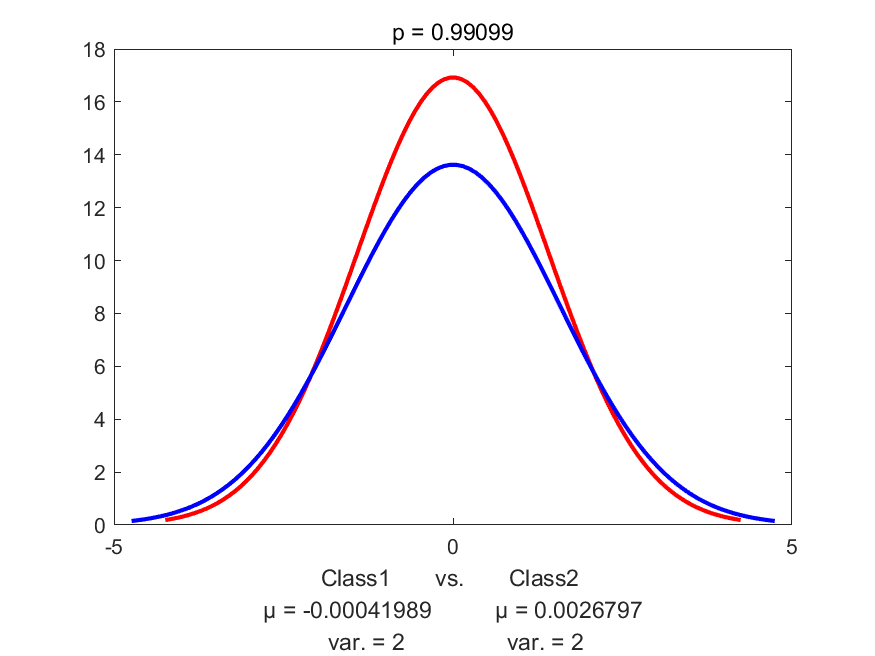 p = 0.99099
18
16
14
12
10
8
6
4
2
0
-5 0 5
Class1 vs. Class2
μ = -0.00041989 μ = 0.0026797
var. = 2 var. = 2